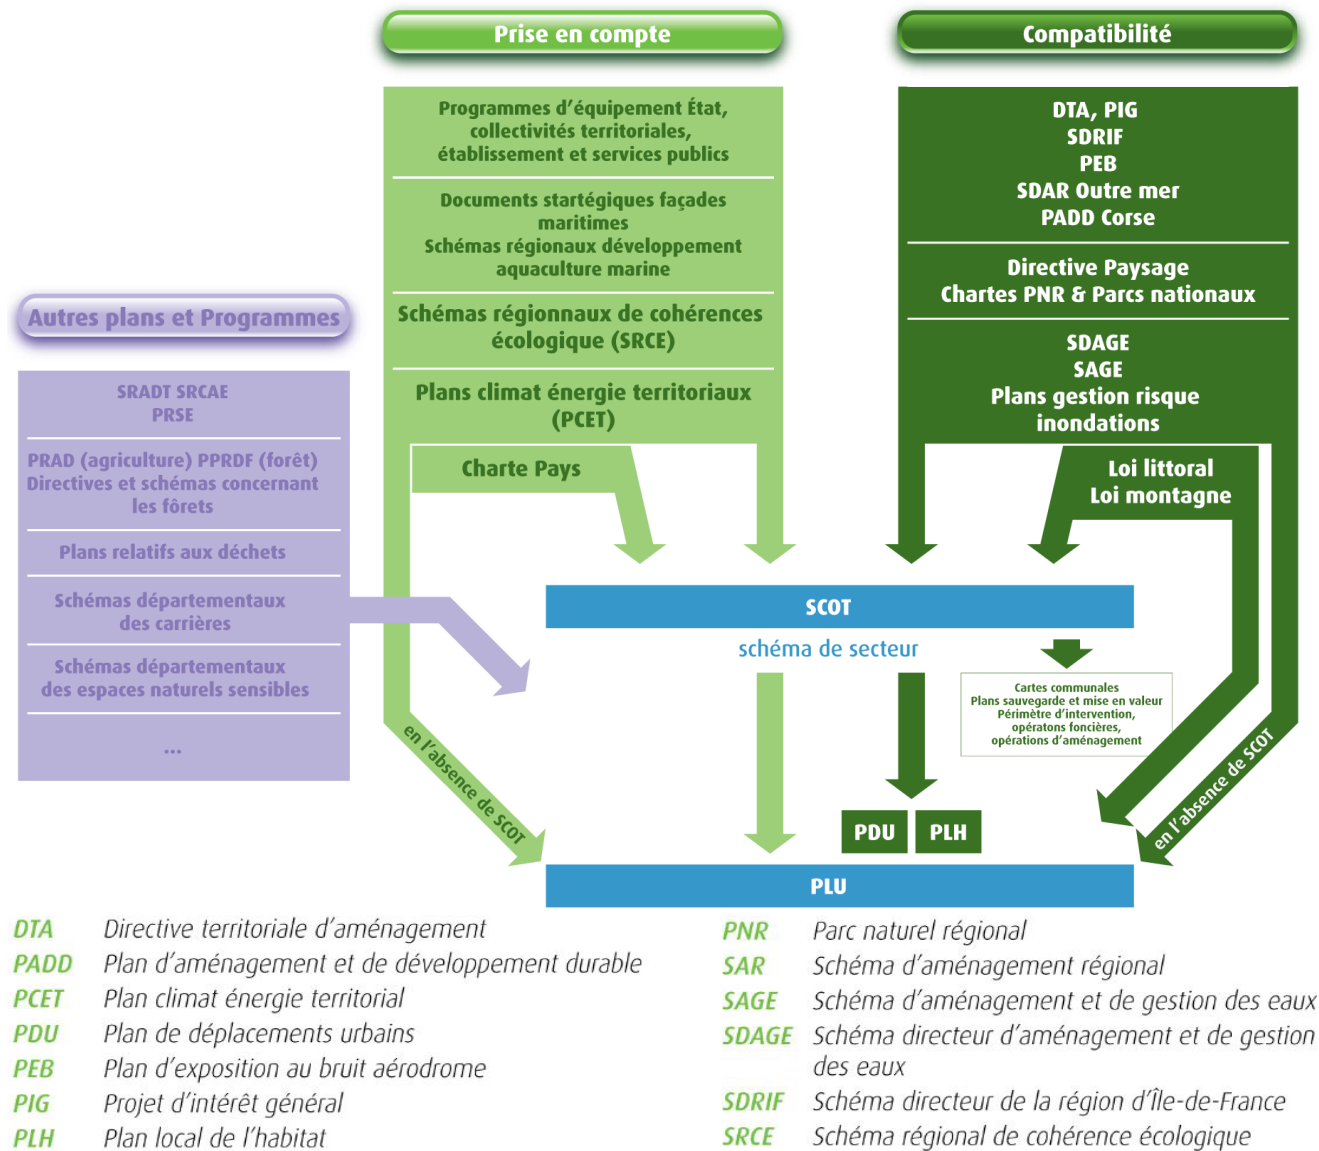 Prise en compte
Programmes d'équipement État,
collectivités territoriales,
établissement et services publics
Documents startégiques façades
maritimes
Schémas régionaux développement
aquaculture marine
Schémas régionnaux de cohérences
écologique (SRCE)
Plans climat énergie territoriaux
(PCET)
Charte Pays
en l'absence de SCOT
Compatibilité
DTA, PIG
SDRIF
PEB
SDAR Outre mer
PADD Corse
Directive Paysage
Chartes PNR & Parcs nationaux
SDAGE
SAGE
Plans gestion risque
inondations
Loi littoral
Loi montagne
en l'absence de SCOT
Autres plans et Programmes
SRADT SRCAE
PRSE
PRAD (agriculture) PPRDF (forêt)
Directives et schémas concernant
les fôrets
Plans relatifs aux déchets
Schémas départementaux
des carrières
Schémas départementaux
des espaces naturels sensibles
...
SCOT
schéma de secteur
Cartes communales
Plans sauvegarde et mise en valeur
Périmètre d'intervention,
opératons foncières,
opérations d'aménagement
PDU
PLH
PLU
DTA Directive territoriale d'aménagement
PADD Plan d'aménagement et de développement durable
PCET Plan climat énergie territorial
PDU Plan de déplacements urbains
PEB Plan d'exposition au bruit aérodrome
PIG Projet d'intérêt général
PLH Plan local de l'habitat
PNR Parc naturel régional
SAR Schéma d'aménagement régional
SAGE Schéma d'aménagement et de gestion des eaux
SDAGE Schéma directeur d'aménagement et de gestion
des eaux
SDRIF Schéma directeur de la région d'Île-de-France
SRCE Schéma régional de cohérence écologique